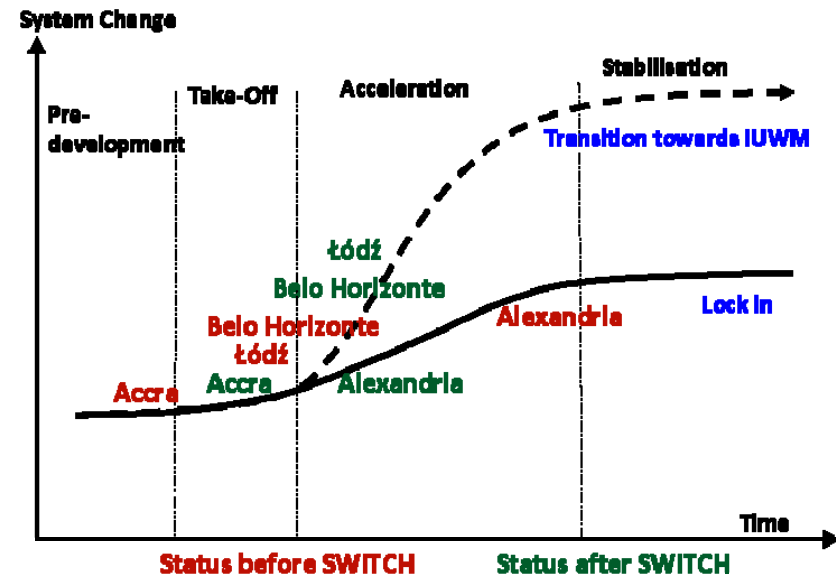 System Change
Stabilisation
Take-Off
Acceleration
Pre-
development
Transition towards IUWM
Łódź
Belo Horizonte
Belo Horizonte
Alexandria
Lock in
Łódź
Accra
Accra
Alexandria
Time
Status before SWITCH
Status after SWITCH